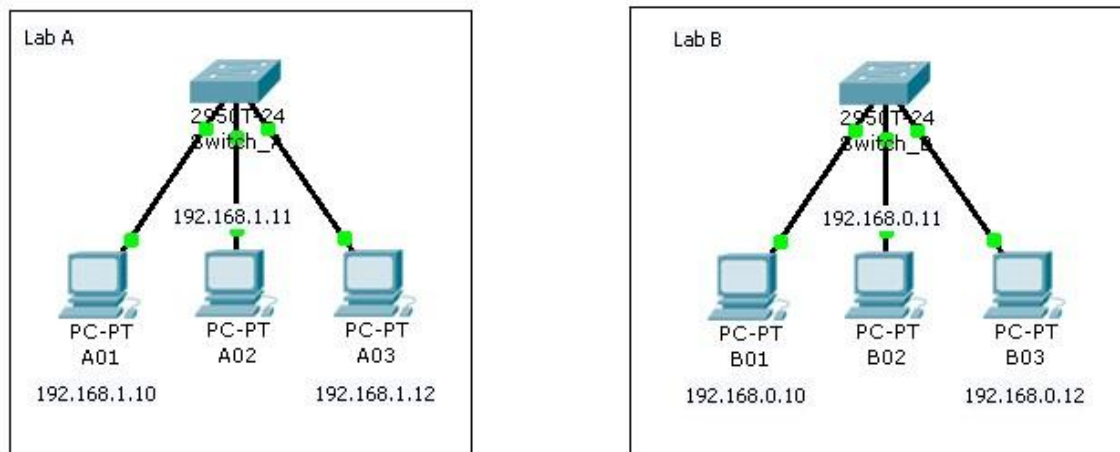 Lab A
2950T-24
Switch_A
192.168.1.11
PC-PT
A01
PC-PT
A02
PC-PT
A03
192.168.1.10
192.168.1.12
Lab B
2950T-24
Switch_B
192.168.0.11
PC-PT
B01
PC-PT
B02
PC-PT
B03
192.168.0.10
192.168.0.12